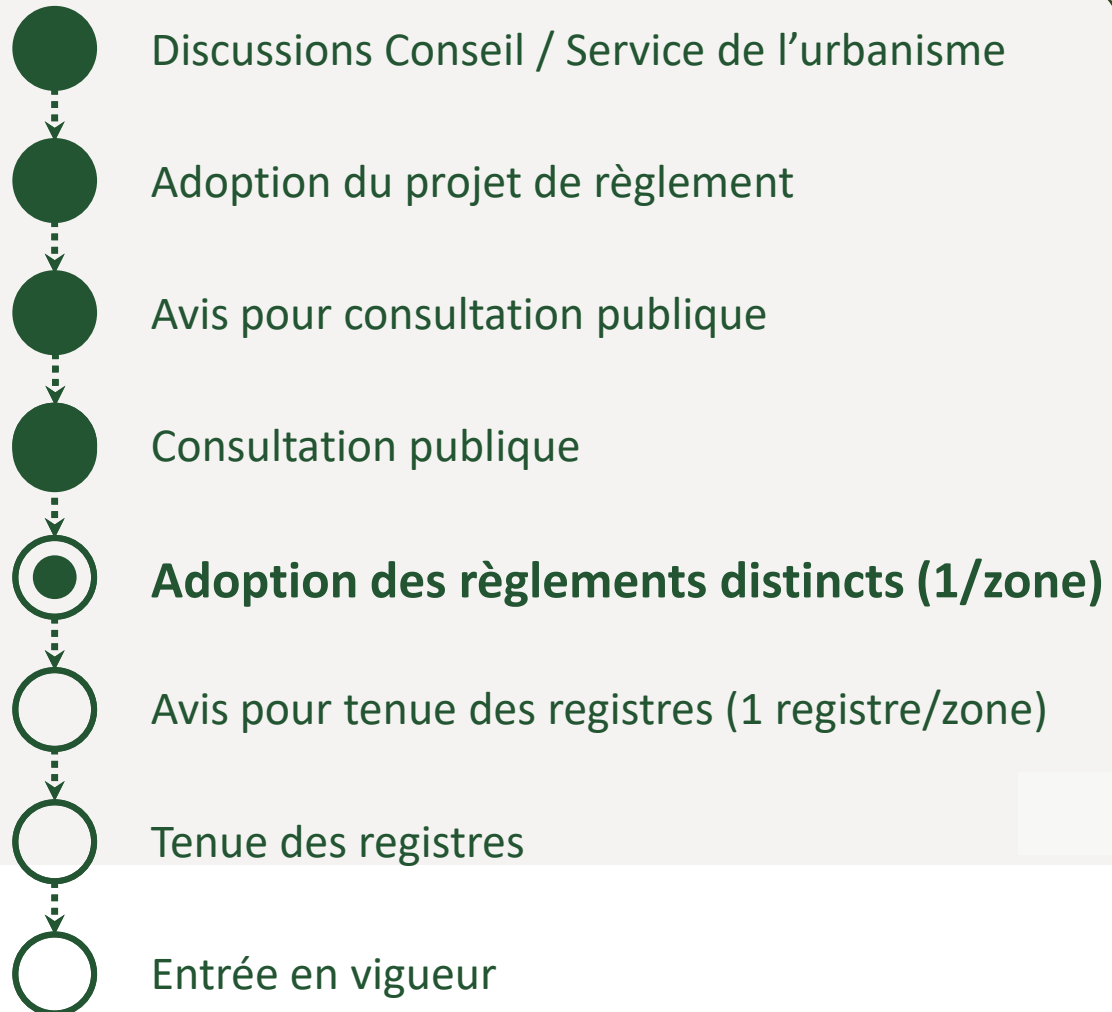 Discussions Conseil / Service de l’urbanisme
Adoption du projet de règlement
Avis pour consultation publique
Consultation publique
Adoption des règlements distincts (1/zone)
Avis pour tenue des registres (1 registre/zone)
Tenue des registres
Entrée en vigueur